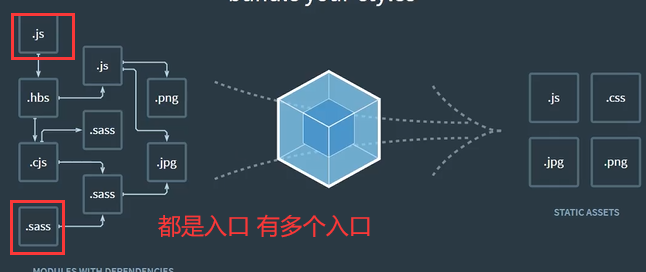 bundle your styles
.js
.js
.hbs
.png
.sass
.cjs
.jpg
.sass
.sass
.js
.css
.jpg
.png
STATIC ASSETS
都是入口 有多个入口
MODULES WITH DEPENDENCIES